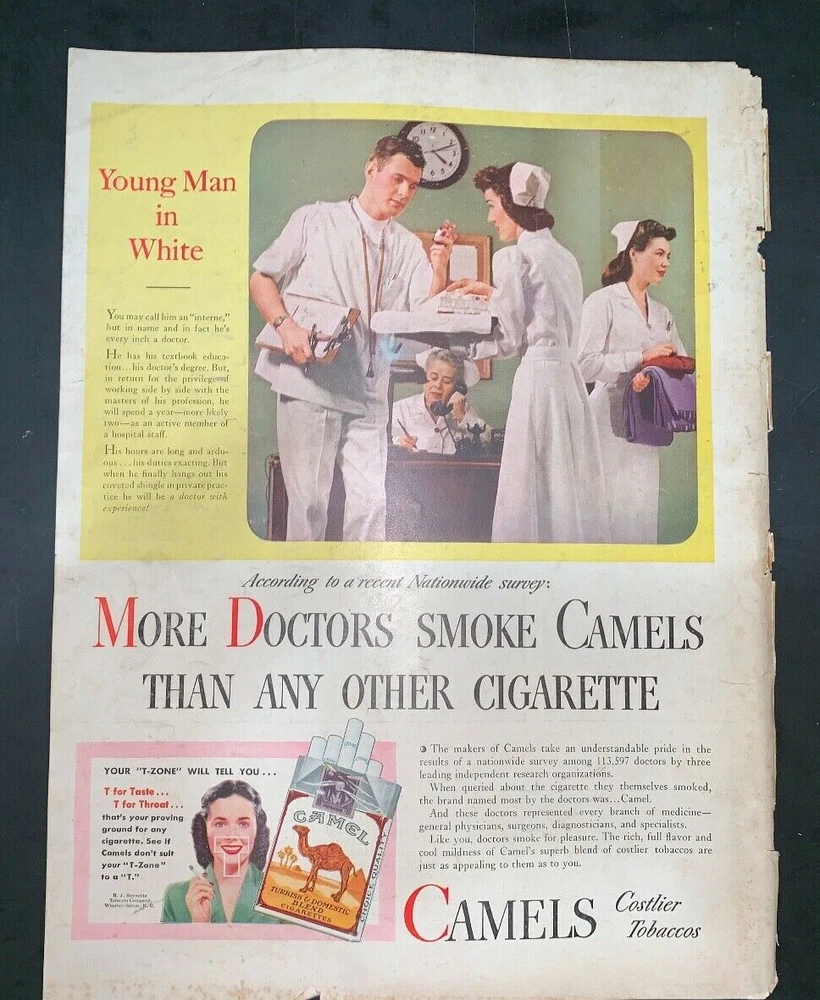 Young Man
in
White
You may call him an "interne,"
but in name and in fact he's
every inch a doctor.
He has his textbook educa-
tion...his doctor's degree. But,
in return for the privilege of
working side by side with the
masters of his profession, he
will spend a year—more likely
two—as an active member of
a hospital staff.
His hours are long and ardu-
ous...his duties exacting. But
when he finally hangs out his
coveted shingle in private prac-
tice he will be a doctor with
experience!
According to a recent Nationwide survey:
MORE DOCTORS SMOKE CAMELS
THAN ANY OTHER CIGARETTE
YOUR "T-ZONE" WILL TELL YOU...
T for Taste...
T for Throat...
that's your proving
ground for any
cigarette. See if
Camels don't suit
your "T-Zone"
to a "T."
R. J. Reynolds
Tobacco Company,
Winston-Salem, N. C.
CAMEL
TURKISH & DOMESTIC
BLEND
CIGARETTES
CHOICE QUALITY
The makers of Camels take an understandable pride in the
results of a nationwide survey among 113,597 doctors by three
leading independent research organizations.
When queried about the cigarette they themselves smoked,
the brand named most by the doctors was...Camel.
And these doctors represented every branch of medicine—
general physicians, surgeons, diagnosticians, and specialists.
Like you, doctors smoke for pleasure. The rich, full flavor and
cool mildness of Camel's superb blend of costlier tobaccos are
just as appealing to them as to you.
CAMELS
Costlier
Tobaccos